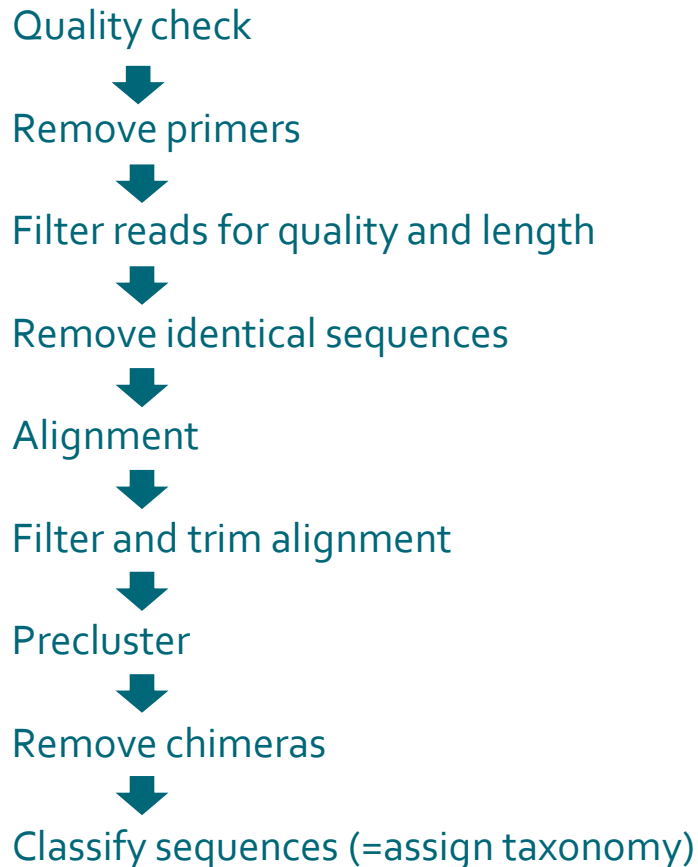 Quality check
Remove primers
Filter reads for quality and length
Remove identical sequences
Alignment
Filter and trim alignment
Precluster
Remove chimeras
Classify sequences (=assign taxonomy)